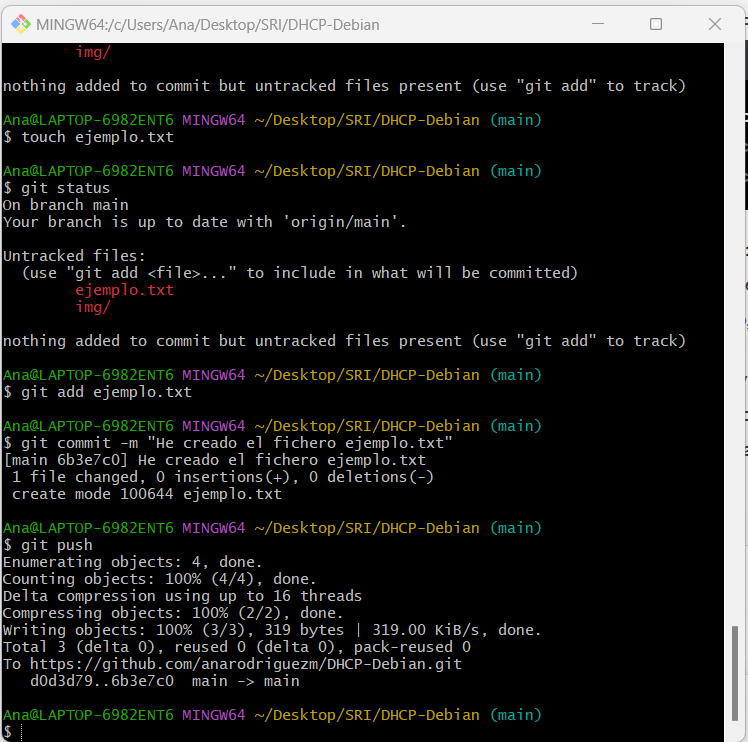 MINGW64:/c/Users/Ana/Desktop/SRI/DHCP-Debian
img/
nothing added to commit but untracked files present (use "git add" to track)
Ana@LAPTOP-6982ENT6 MINGW64 ~/Desktop/SRI/DHCP-Debian (main)
$ touch ejemplo.txt
Ana@LAPTOP-6982ENT6 MINGW64 ~/Desktop/SRI/DHCP-Debian (main)
$ git status
On branch main
Your branch is up to date with 'origin/main'.
Untracked files:
(use "git add <file>..." to include in what will be committed)
ejemplo.txt
img/
nothing added to commit but untracked files present (use "git add" to track)
Ana@LAPTOP-6982ENT6 MINGW64 ~/Desktop/SRI/DHCP-Debian (main)
$ git add ejemplo.txt
Ana@LAPTOP-6982ENT6 MINGW64 ~/Desktop/SRI/DHCP-Debian (main)
$ git commit -m "He creado el fichero ejemplo.txt"
[main 6b3e7c0] He creado el fichero ejemplo.txt
1 file changed, 0 insertions(+), 0 deletions(-)
create mode 100644 ejemplo.txt
Ana@LAPTOP-6982ENT6 MINGW64 ~/Desktop/SRI/DHCP-Debian (main)
$ git push
Enumerating objects: 4, done.
Counting objects: 100% (4/4), done.
Delta compression using up to 16 threads
Compressing objects: 100% (2/2), done.
Writing objects: 100% (3/3), 319 bytes | 319.00 KiB/s, done.
Total 3 (delta 0), reused 0 (delta 0), pack-reused 0
To https://github.com/anarodriguezm/DHCP-Debian.git
d0d3d79..6b3e7c0  main -> main
Ana@LAPTOP-6982ENT6 MINGW64 ~/Desktop/SRI/DHCP-Debian (main)
$